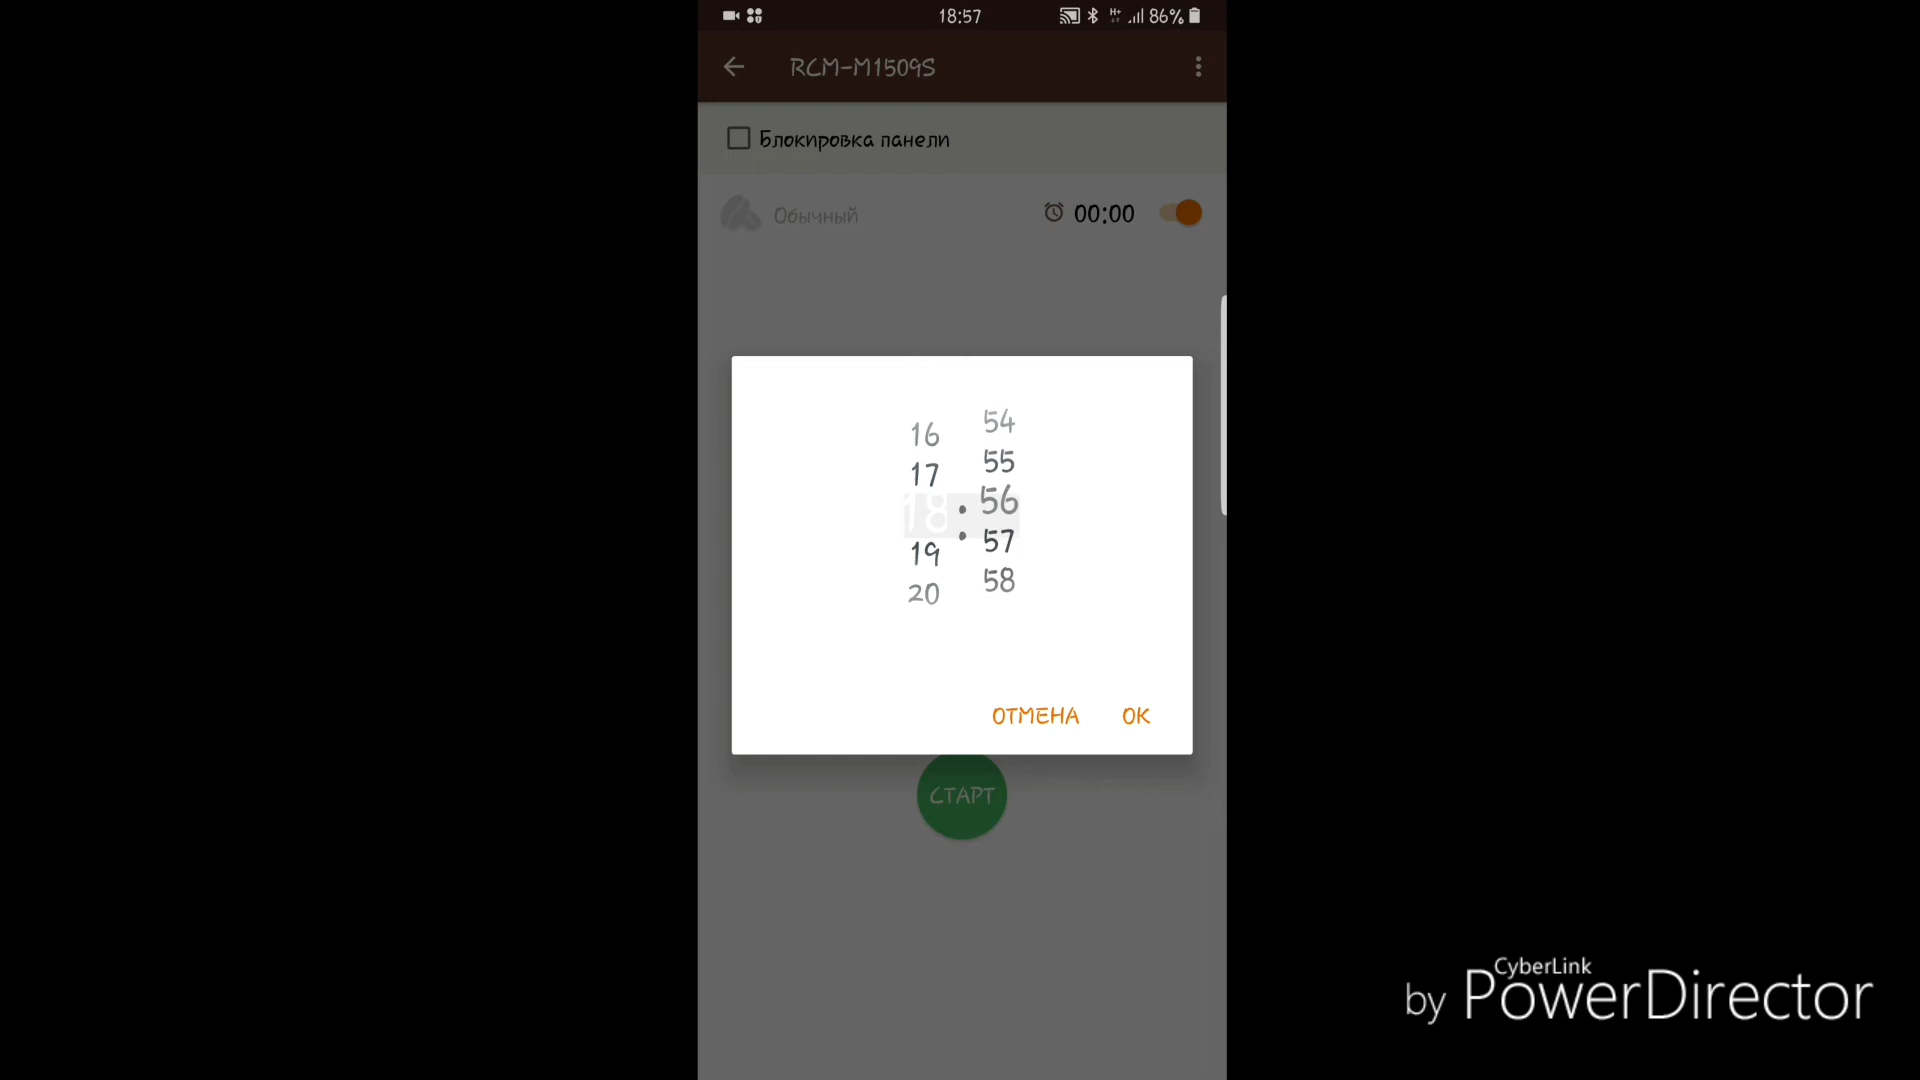 18:57
H+
86%
RCM-M1509S
Блокировка панели
Обычный
00:00
16
54
17
55
18 : 56
19
57
20
58
ОТМЕНА
OK
СТАРТ
CyberLink
by PowerDirector